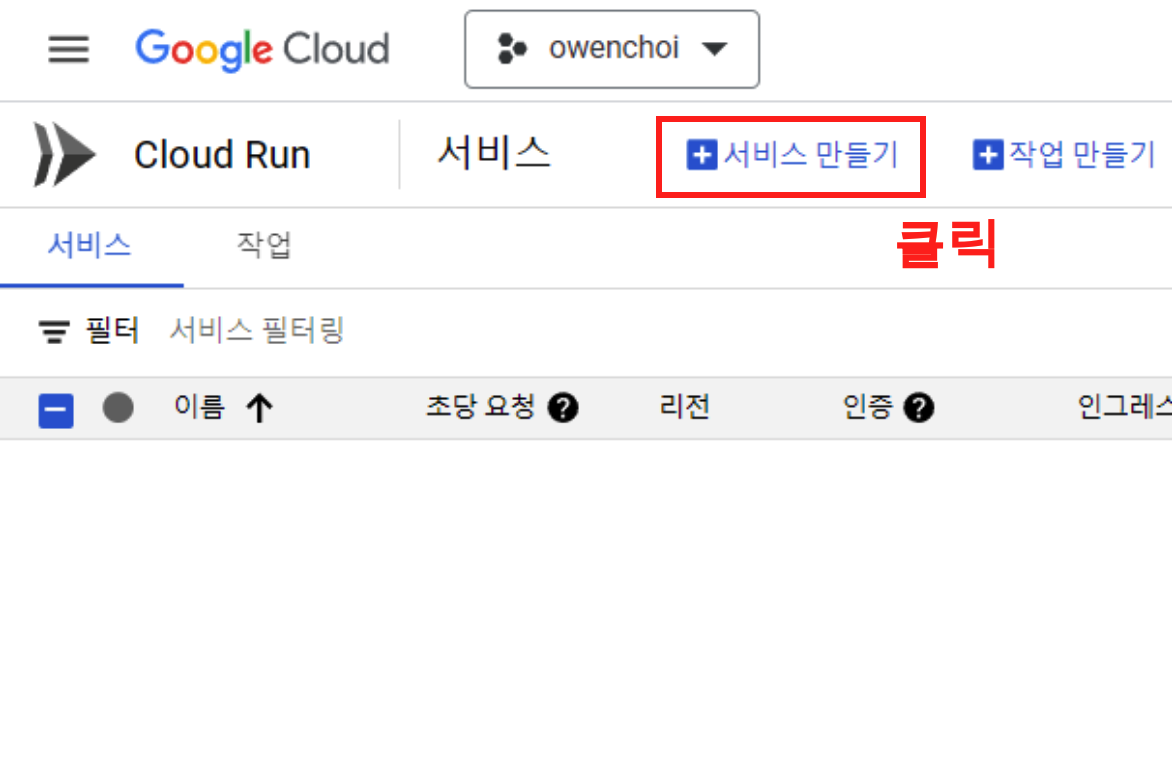 Google Cloud owenchoi
Cloud Run 서비스 서비스 만들기 작업 만들기
클릭
서비스 작업
필터 서비스 필터링
이름 초당 요청 리전 인증 인그레스